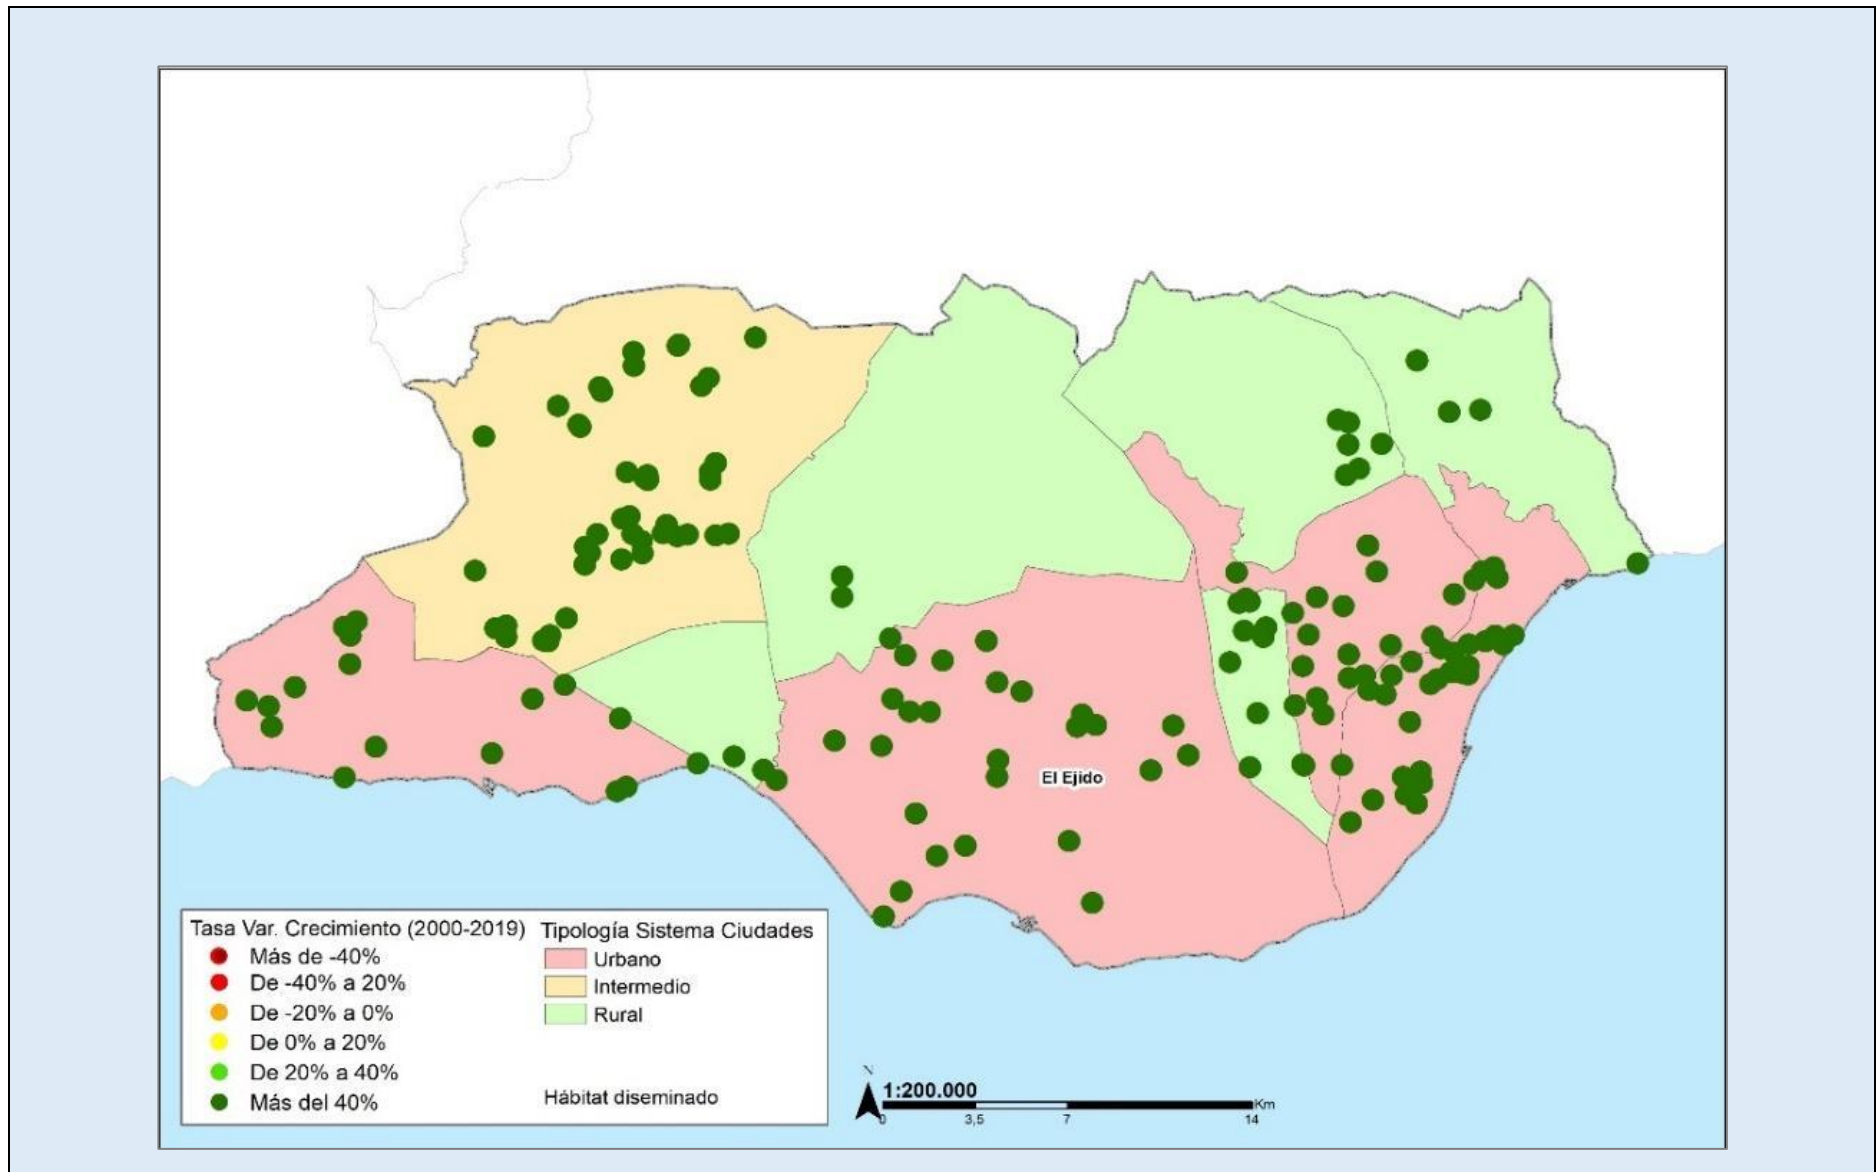 El Ejido
Tasa Var. Crecimiento (2000-2019)
Más de -40%
De -40% a 20%
De -20% a 0%
De 0% a 20%
De 20% a 40%
Más del 40%
Tipología Sistema Ciudades
Urbano
Intermedio
Rural
Hábitat diseminado
N
1:200.000
Km
0 3,5 7 14